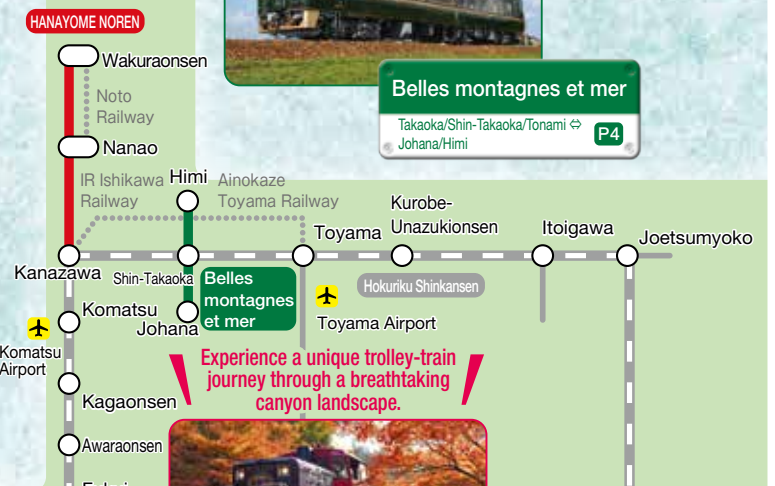 HANAYOME NOREN
Wakuraonsen
Noto
Railway
Nanao
Belles montagnes et mer
Takaoka/Shin-Takaoka/Tonami ⇔
Johana/Himi
P4
IR Ishikawa
Railway
Himi
Ainokaze
Toyama Railway
Toyama
Kurobe-
Unazukionsen
Itoigawa
Joetsumyoko
Kanazawa
Shin-Takaoka
Belles
montagnes
et mer
Hokuriku Shinkansen
Komatsu
Johana
Toyama Airport
Komatsu
Airport
Experience a unique trolley-train
journey through a breathtaking
canyon landscape.
Kagaonsen
Awaraonsen